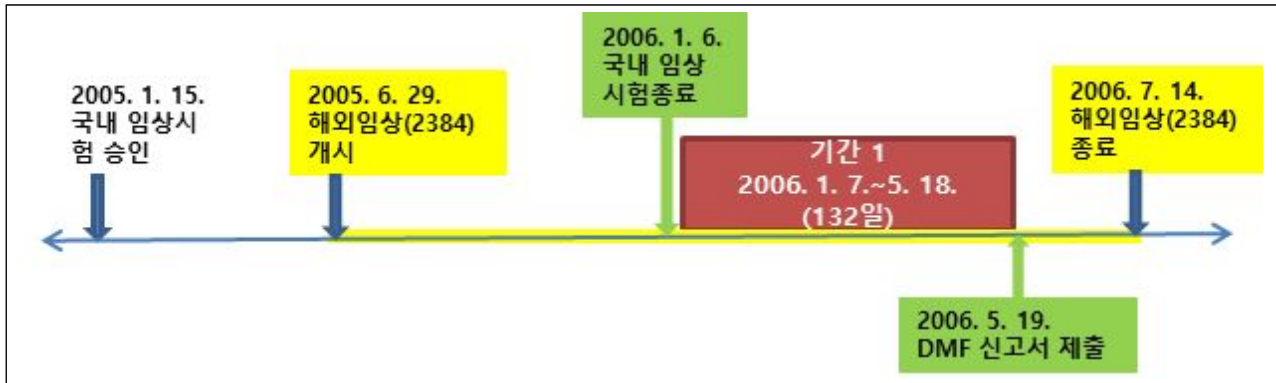 2005. 1. 15.
국내 임상시
험 승인
2005. 6. 29.
해외임상(2384)
개시
2006. 1. 6.
국내 임상
시험종료
기간 1
2006. 1. 7.~5. 18.
(132일)
2006. 7. 14.
해외임상(2384)
종료
2006. 5. 19.
DMF 신고서 제출